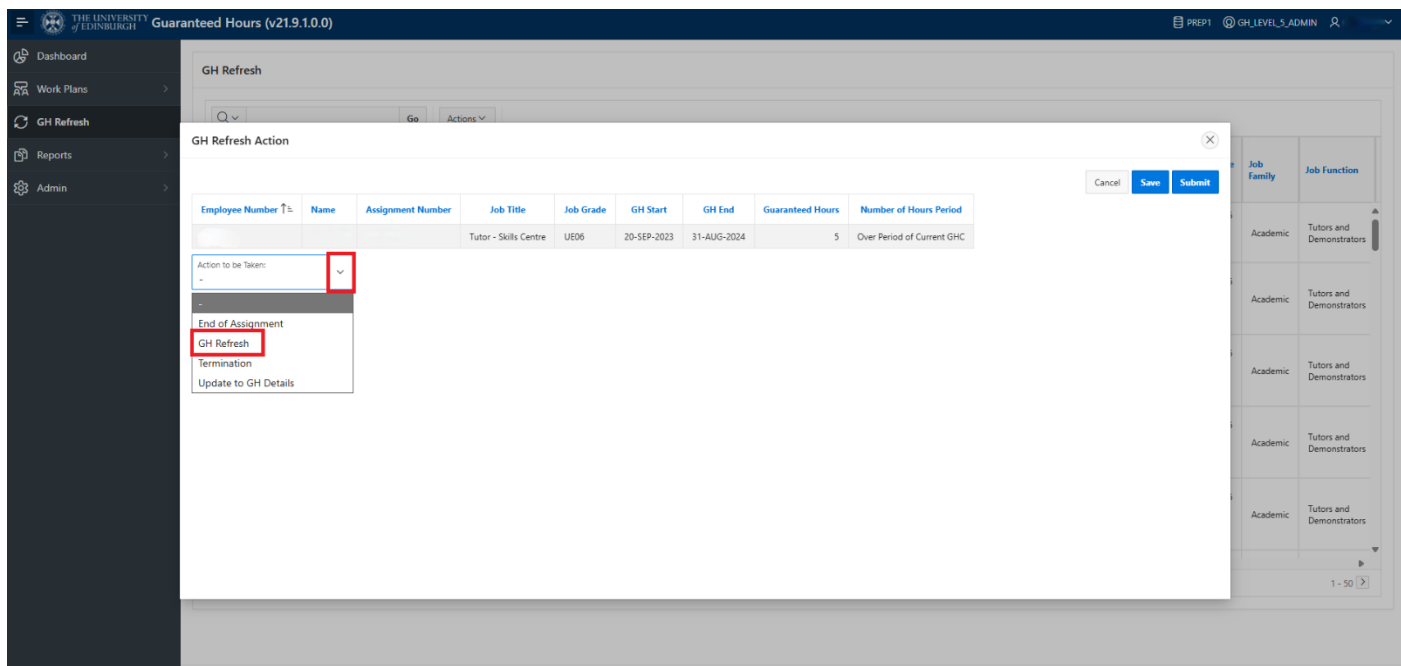 THE UNIVERSITY
of EDINBURGH
Guaranteed Hours (v21.9.1.0.0)
PREP1
GH_LEVEL_5_ADMIN
Dashboard
Work Plans
GH Refresh
Reports
Admin
GH Refresh
Go
Actions
Job Family
Job Function
GH Refresh Action
Cancel
Save
Submit
Employee Number
Name
Assignment Number
Job Title
Job Grade
GH Start
GH End
Guaranteed Hours
Number of Hours Period
Tutor - Skills Centre
UE06
20-SEP-2023
31-AUG-2024
5
Over Period of Current GHC
Action to be Taken:
-
-
End of Assignment
GH Refresh
Termination
Update to GH Details
Academic
Tutors and
Demonstrators
Academic
Tutors and
Demonstrators
Academic
Tutors and
Demonstrators
Academic
Tutors and
Demonstrators
Academic
Tutors and
Demonstrators
1 - 50